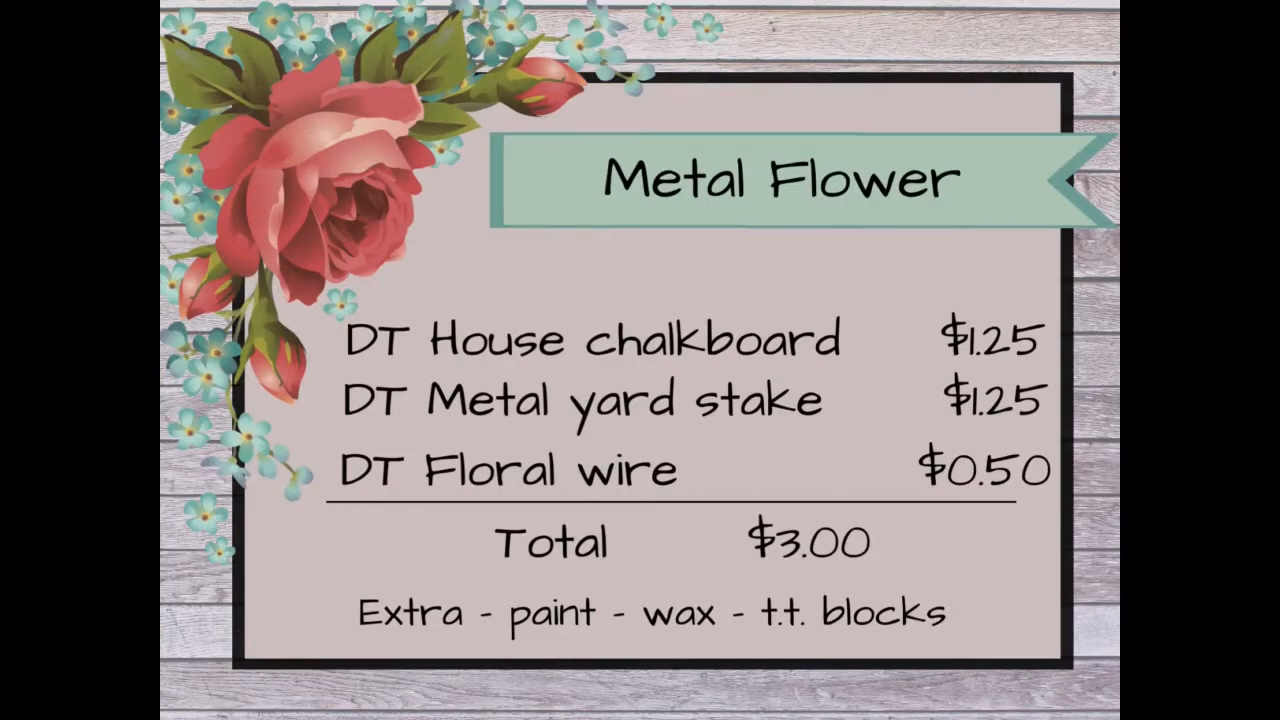 Metal Flower
DT House chalkboard $1.25
DT Metal yard stake $1.25
DT Floral wire $0.50
Total $3.00
Extra - paint - wax - t.t. blocks